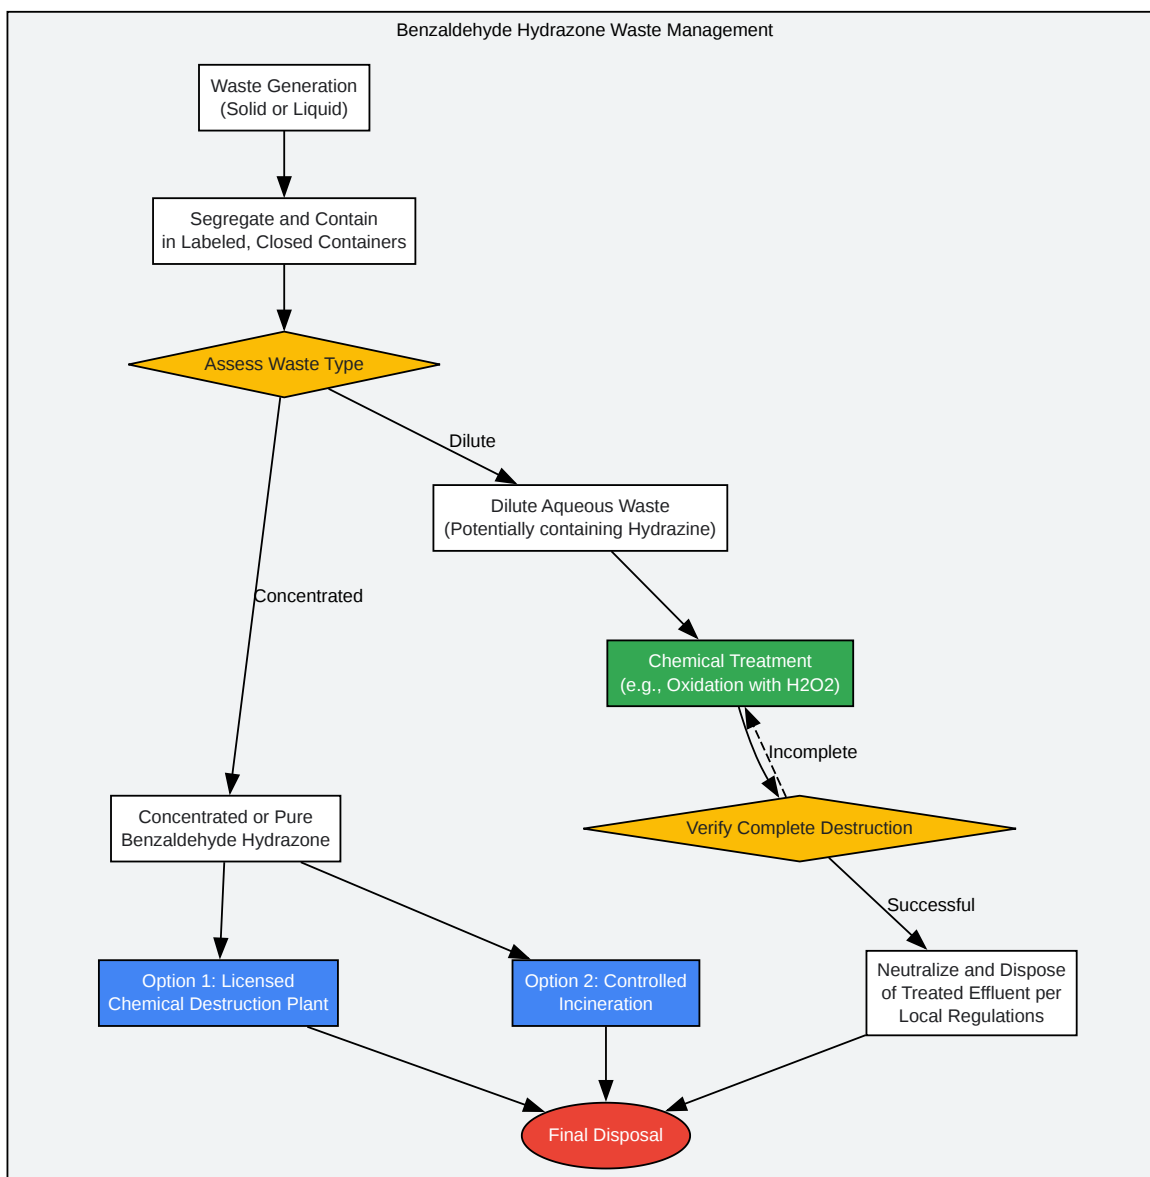 Benzaldehyde Hydrazone Waste Management
Waste Generation
(Solid or Liquid)
Segregate and Contain
in Labeled, Closed Containers
Assess Waste Type
Dilute
Dilute Aqueous Waste
(Potentially containing Hydrazine)
Concentrated
Chemical Treatment
(e.g., Oxidation with H2O2)
Incomplete
Concentrated or Pure
Benzaldehyde Hydrazone
Verify Complete Destruction
Successful
Option 1: Licensed
Chemical Destruction Plant
Option 2: Controlled
Incineration
Neutralize and Dispose
of Treated Effluent per
Local Regulations
Final Disposal